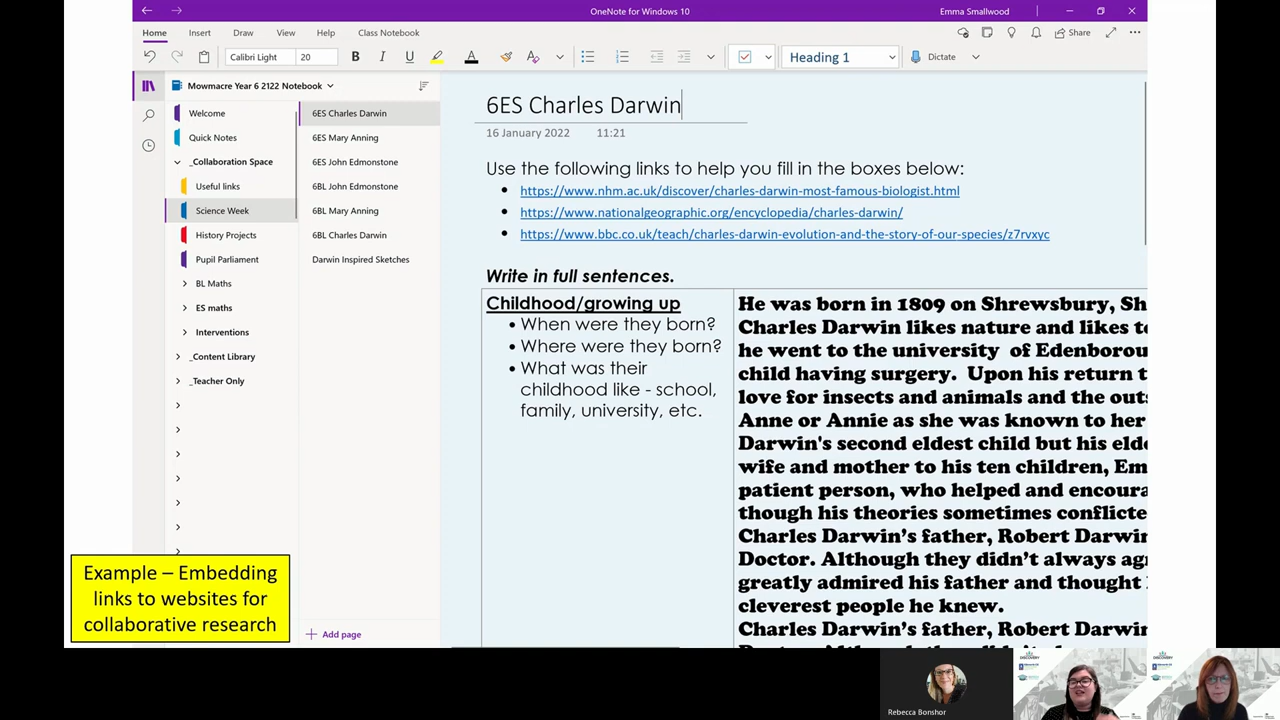 OneNote for Windows 10
Emma Smallwood
Home Insert Draw View Help Class Notebook
Share
Calibri Light 20
B I U A
Heading 1
Dictate
Mowmacre Year 6 2122 Notebook
Welcome
Quick Notes
_Collaboration Space
Useful links
Science Week
History Projects
Pupil Parliament
BL Maths
ES maths
Interventions
_Content Library
_Teacher Only
6ES Charles Darwin
6ES Mary Anning
6ES John Edmonstone
6BL John Edmonstone
6BL Mary Anning
6BL Charles Darwin
Darwin Inspired Sketches
Add page
6ES Charles Darwin
16 January 2022 11:21
Use the following links to help you fill in the boxes below:
• https://www.nhm.ac.uk/discover/charles-darwin-most-famous-biologist.html
• https://www.nationalgeographic.org/encyclopedia/charles-darwin/
• https://www.bbc.co.uk/teach/charles-darwin-evolution-and-the-story-of-our-species/z7rvxyc
Write in full sentences.
Childhood/growing up
• When were they born?
• Where were they born?
• What was their
childhood like - school,
family, university, etc.
He was born in 1809 on Shrewsbury, Sh
Charles Darwin likes nature and likes to
he went to the university of Edenborou
child having surgery. Upon his return t
love for insects and animals and the outs
Anne or Annie as she was known to her
Darwin's second eldest child but his elde
wife and mother to his ten children, Em
patient person, who helped and encoura
though his theories sometimes conflicte
Charles Darwin's father, Robert Darwin
Doctor. Although they didn't always agr
greatly admired his father and thought
cleverest people he knew.
Charles Darwin's father, Robert Darwin
Example – Embedding
links to websites for
collaborative research
Rebecca Bonshor